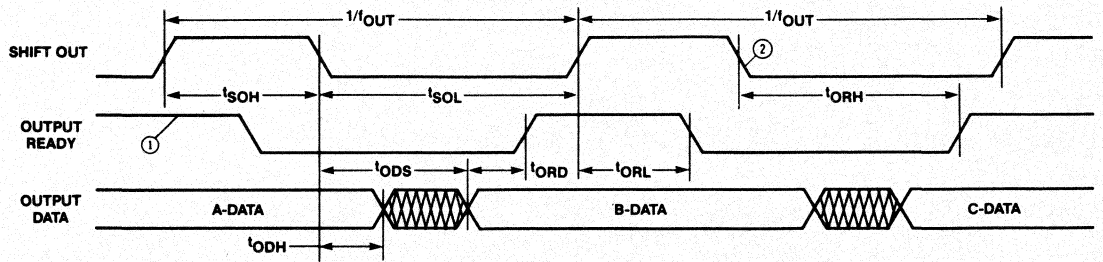 1/fOUT 1/fOUT
SHIFT OUT
2
tSOH tSOL tORH
OUTPUT
READY
1
tODS tORD tORL
OUTPUT
DATA
A-DATA B-DATA C-DATA
tODH